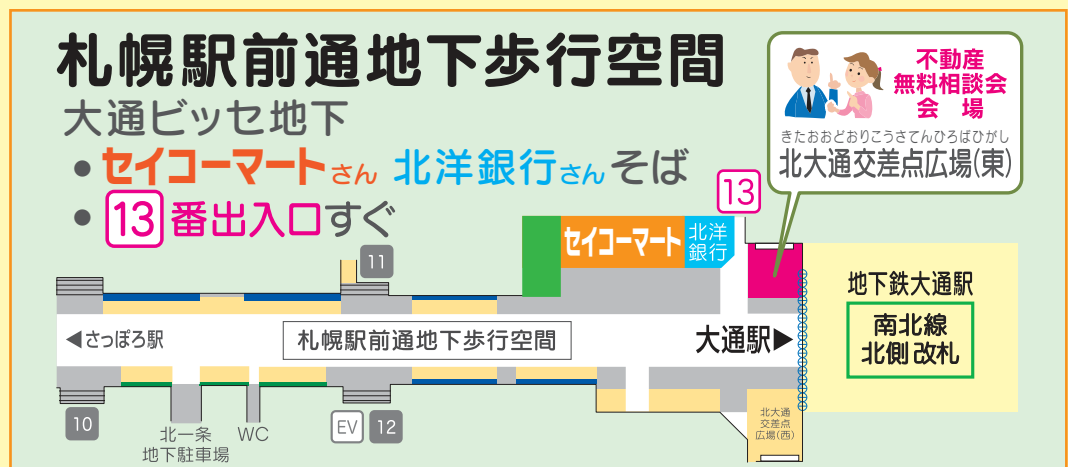 札幌駅前通地下歩行空間
大通ビッセ地下
● セイコーマートさん 北洋銀行さん そば
● 13 番出入口すぐ
不動産
無料相談会
会 場
きたおおどおりこうさてんひろばひがし
北大通交差点広場(東)
13
セイコーマート
北洋
銀行
11
地下鉄大通駅
南北線
北側 改札
◀さっぽろ駅
札幌駅前通地下歩行空間
大通駅▶
10
北一条
地下駐車場
WC
EV
12
北大通
交差点
広場(西)